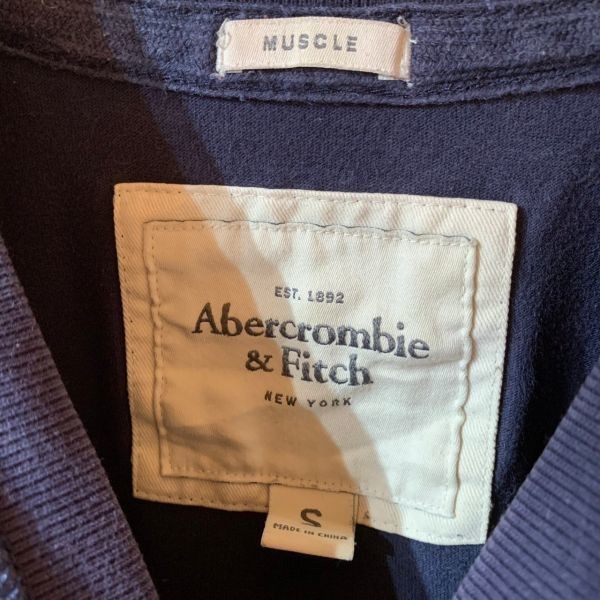 MUSCLE
EST. 1892
Abercrombie
& Fitch
NEW YORK
S
MADE IN CHINA